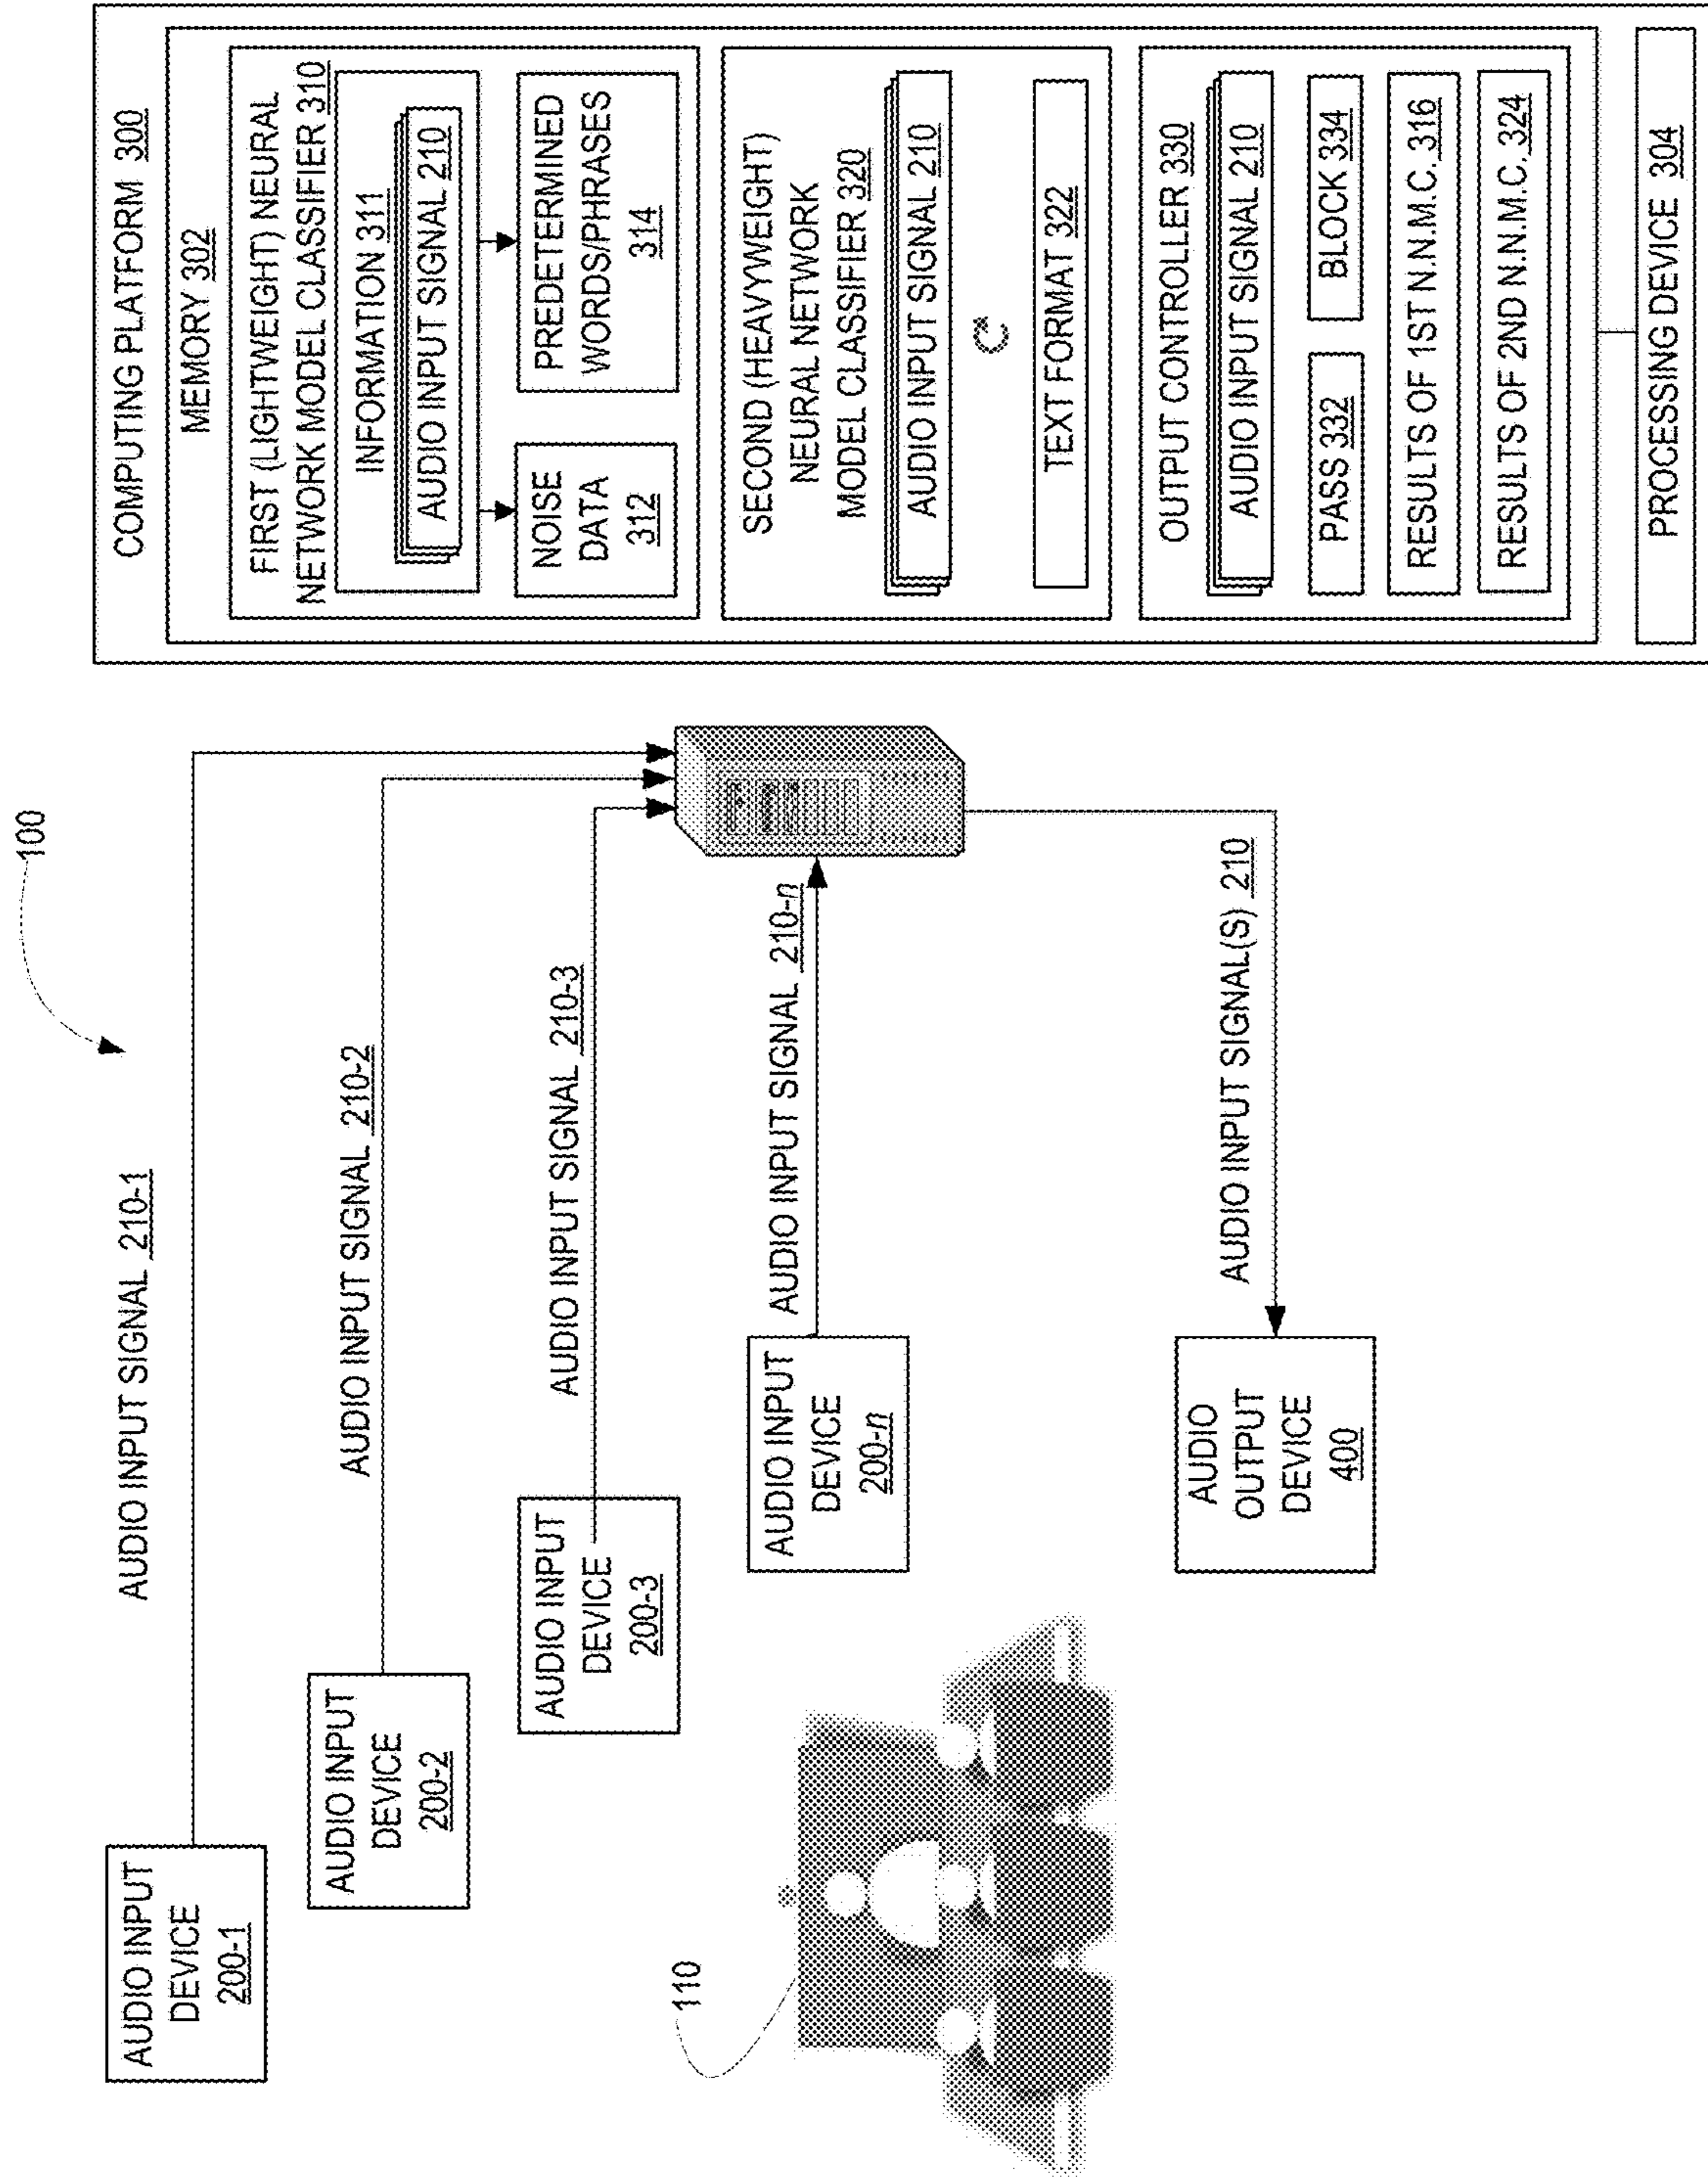 100
AUDIO INPUT
DEVICE
200-1
AUDIO INPUT SIGNAL 210-1
AUDIO INPUT
DEVICE
200-2
AUDIO INPUT SIGNAL 210-2
AUDIO INPUT
DEVICE
200-3
AUDIO INPUT SIGNAL 210-3
110
AUDIO INPUT
DEVICE
200-n
AUDIO INPUT SIGNAL 210-n
AUDIO
OUTPUT
DEVICE
400
AUDIO INPUT SIGNAL(S) 210
COMPUTING PLATFORM 300
MEMORY 302
FIRST (LIGHTWEIGHT) NEURAL
NETWORK MODEL CLASSIFIER 310
INFORMATION 311
AUDIO INPUT SIGNAL 210
NOISE
DATA
312
PREDETERMINED
WORDS/PHRASES
314
SECOND (HEAVYWEIGHT)
NEURAL NETWORK
MODEL CLASSIFIER 320
AUDIO INPUT SIGNAL 210
TEXT FORMAT 322
OUTPUT CONTROLLER 330
AUDIO INPUT SIGNAL 210
PASS 332
BLOCK 334
RESULTS OF 1ST N.N.M.C. 316
RESULTS OF 2ND N.N.M.C. 324
PROCESSING DEVICE 304